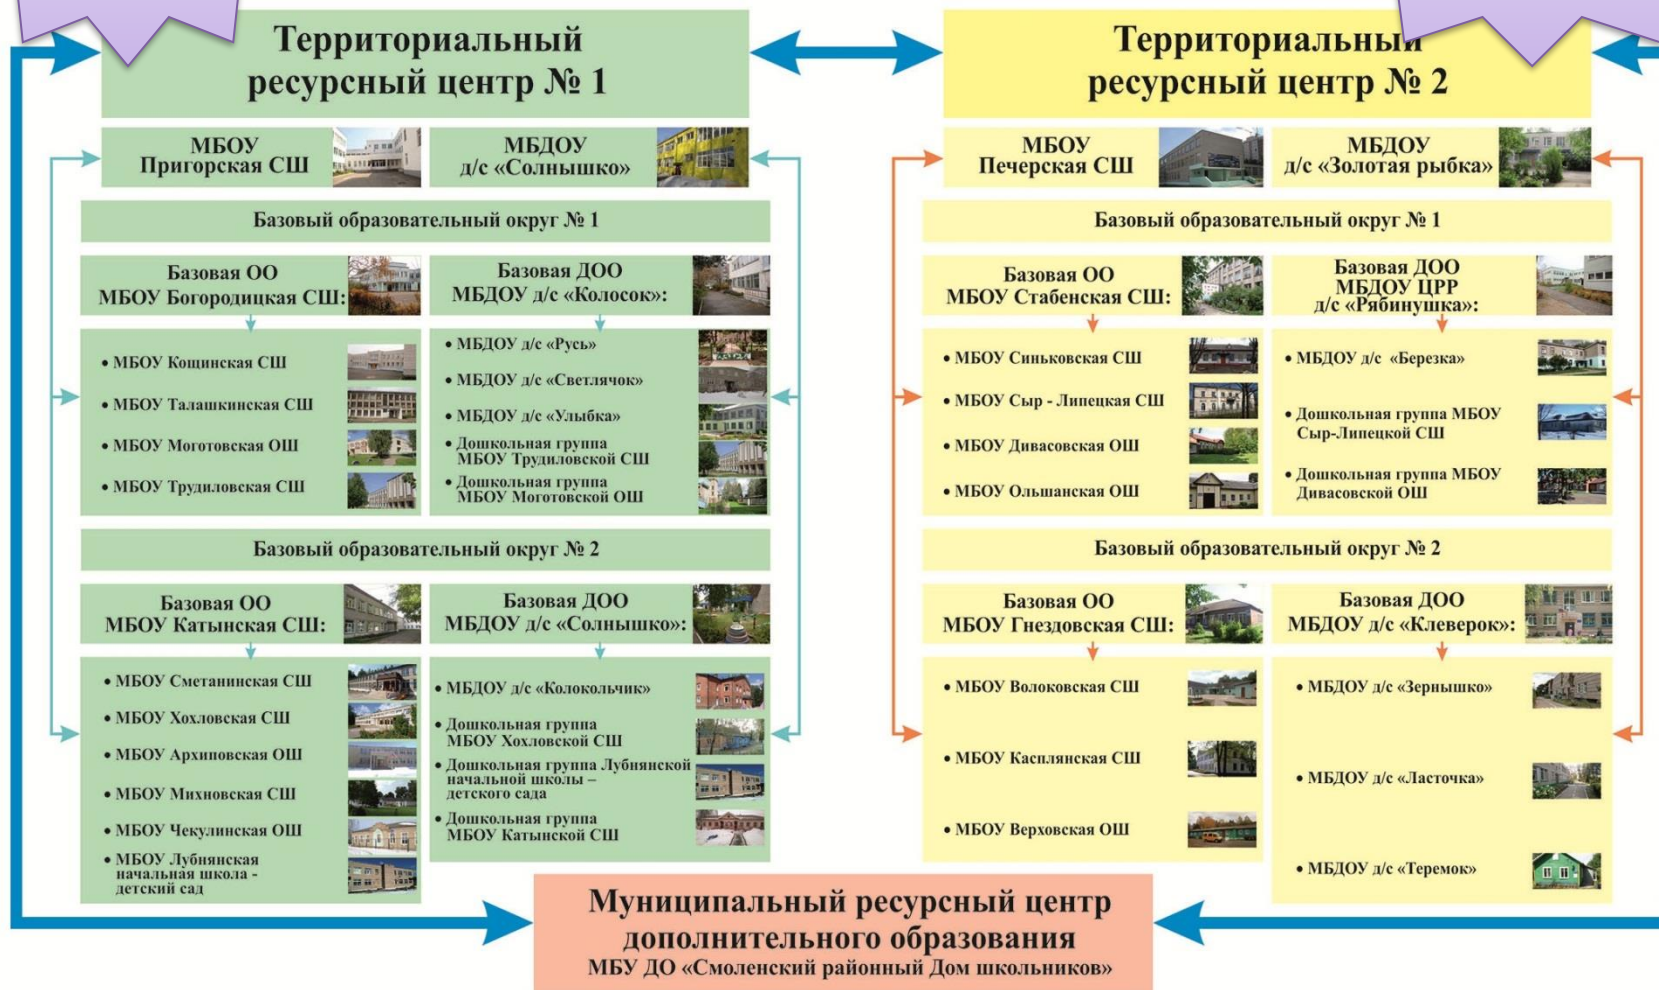 Территориальный
ресурсный центр № 1
МБОУ
Пригорская СШ
МБДОУ
д/с «Солнышко»
Базовый образовательный округ № 1
Базовая ОО
МБОУ Богородицкая СШ:
Базовая ДОО
МБДОУ д/с «Колосок»:
• МБОУ Кощинская СШ
• МБОУ Талашкинская СШ
• МБОУ Моготовская ОШ
• МБОУ Трудиловская СШ
• МБДОУ д/с «Русь»
• МБДОУ д/с «Светлячок»
• МБДОУ д/с «Улыбка»
• Дошкольная группа
МБОУ Трудиловской СШ
• Дошкольная группа
МБОУ Моготовской ОШ
Базовый образовательный округ № 2
Базовая ОО
МБОУ Катынская СШ:
Базовая ДОО
МБДОУ д/с «Солнышко»:
• МБОУ Сметанинская СШ
• МБОУ Хохловская СШ
• МБОУ Архиповская ОШ
• МБОУ Михновская СШ
• МБОУ Чекулинская ОШ
• МБОУ Лубнянская
начальная школа -
детский сад
• МБДОУ д/с «Колокольчик»
• Дошкольная группа
МБОУ Хохловской СШ
• Дошкольная группа Лубнянской
начальной школы –
детского сада
• Дошкольная группа
МБОУ Катынской СШ
Территориальный
ресурсный центр № 2
МБОУ
Печерская СШ
МБДОУ
д/с «Золотая рыбка»
Базовый образовательный округ № 1
Базовая ОО
МБОУ Стабенская СШ:
Базовая ДОО
МБДОУ ЦРР
д/с «Рябинушка»:
• МБОУ Синьковская СШ
• МБОУ Сыр - Липецкая СШ
• МБОУ Дивасовская ОШ
• МБОУ Ольшанская ОШ
• МБДОУ д/с «Березка»
• Дошкольная группа МБОУ
Сыр-Липецкой СШ
• Дошкольная группа МБОУ
Дивасовской ОШ
Базовый образовательный округ № 2
Базовая ОО
МБОУ Гнездовская СШ:
Базовая ДОО
МБДОУ д/с «Клеверок»:
• МБОУ Волоковская СШ
• МБОУ Касплянская СШ
• МБОУ Верховская ОШ
• МБДОУ д/с «Зернышко»
• МБДОУ д/с «Ласточка»
• МБДОУ д/с «Теремок»
Муниципальный ресурсный центр
дополнительного образования
МБУ ДО «Смоленский районный Дом школьников»